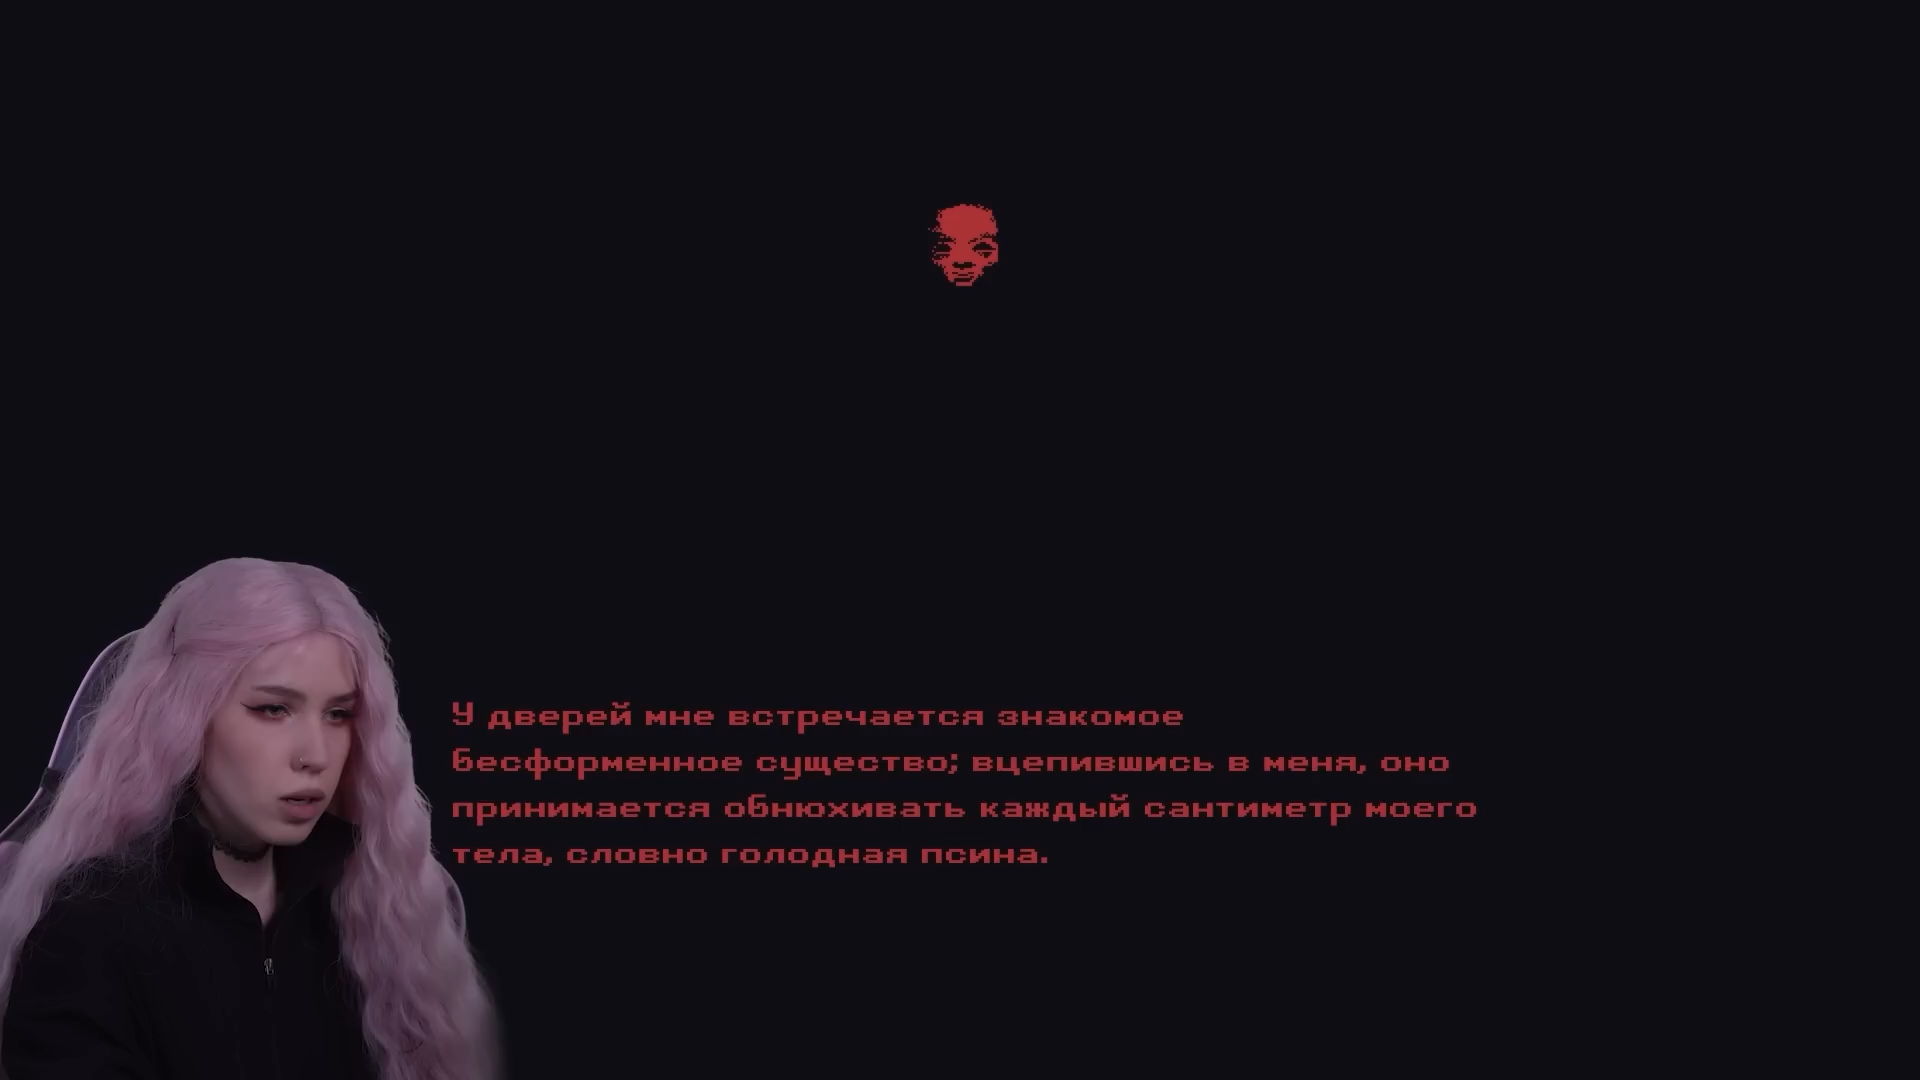 У дверей мне встречается знакомое
бесформенное существо; вцепившись в меня, оно
принимается обнюхивать каждый сантиметр моего
тела, словно голодная псина.